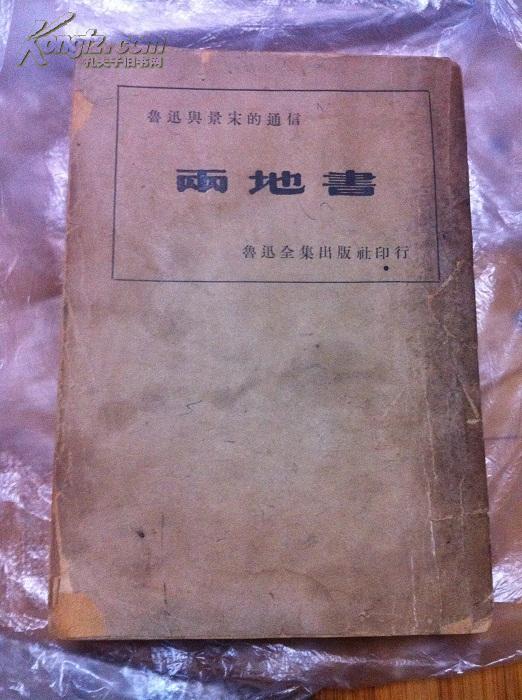 Kongfz.com
孔夫子旧书网
魯迅與景宋的通信
兩地書
魯迅全集出版社印行